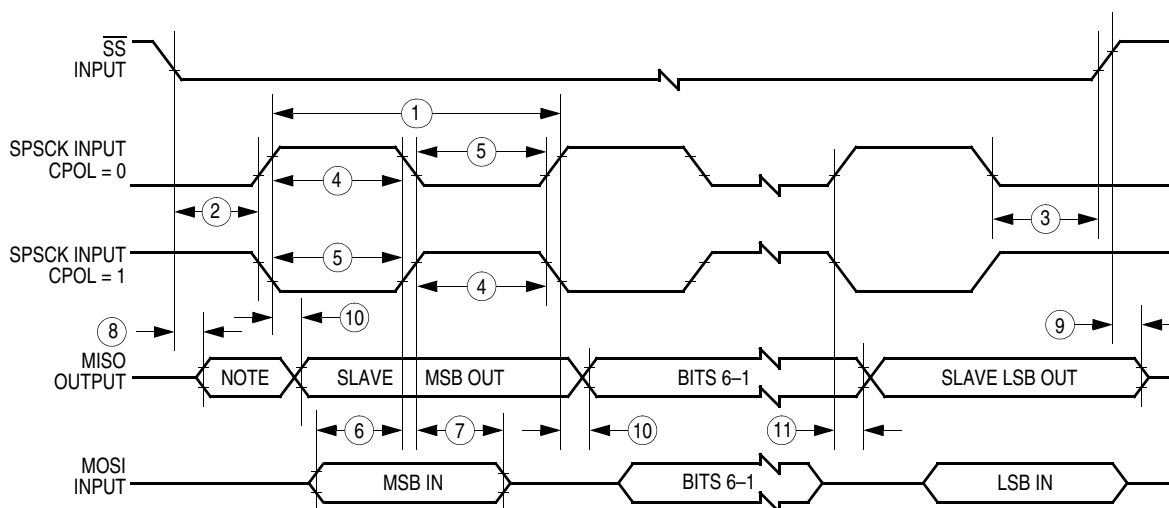 SS
INPUT
1
SPSCK INPUT
CPOL = 0
5
4
2
3
SPSCK INPUT
CPOL = 1
5
4
8
10
9
MISO
OUTPUT
NOTE
SLAVE MSB OUT
BITS 6–1
SLAVE LSB OUT
6
7
10
11
MOSI
INPUT
MSB IN
BITS 6–1
LSB IN